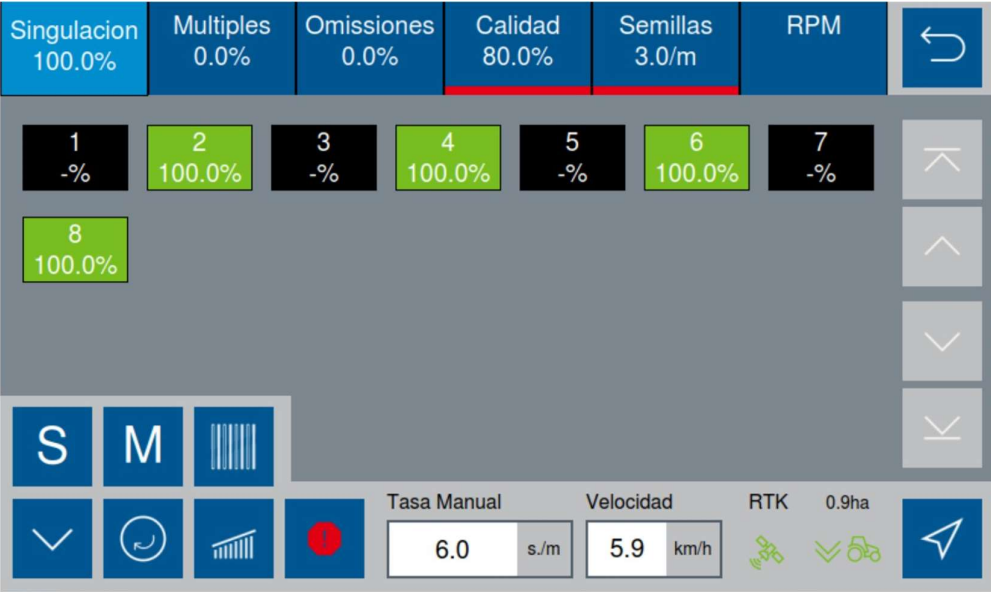 Singulacion
100.0%
Multiples
0.0%
Omissiones
0.0%
Calidad
80.0%
Semillas
3.0/m
RPM
1
-%
2
100.0%
3
-%
4
100.0%
5
-%
6
100.0%
7
-%
8
100.0%
S
M
Tasa Manual
6.0 s./m
Velocidad
5.9 km/h
RTK
0.9ha